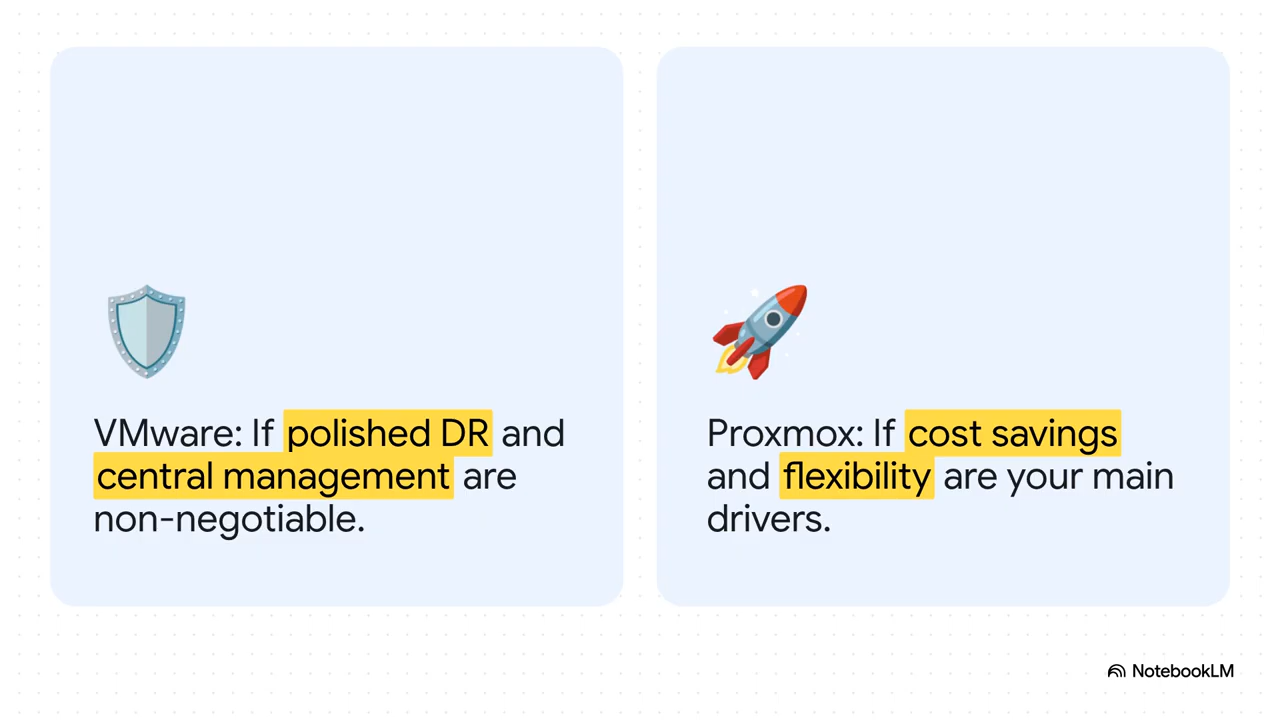 VMware: If polished DR and
central management are
non-negotiable.
Proxmox: If cost savings
and flexibility are your main
drivers.
NotebookLM